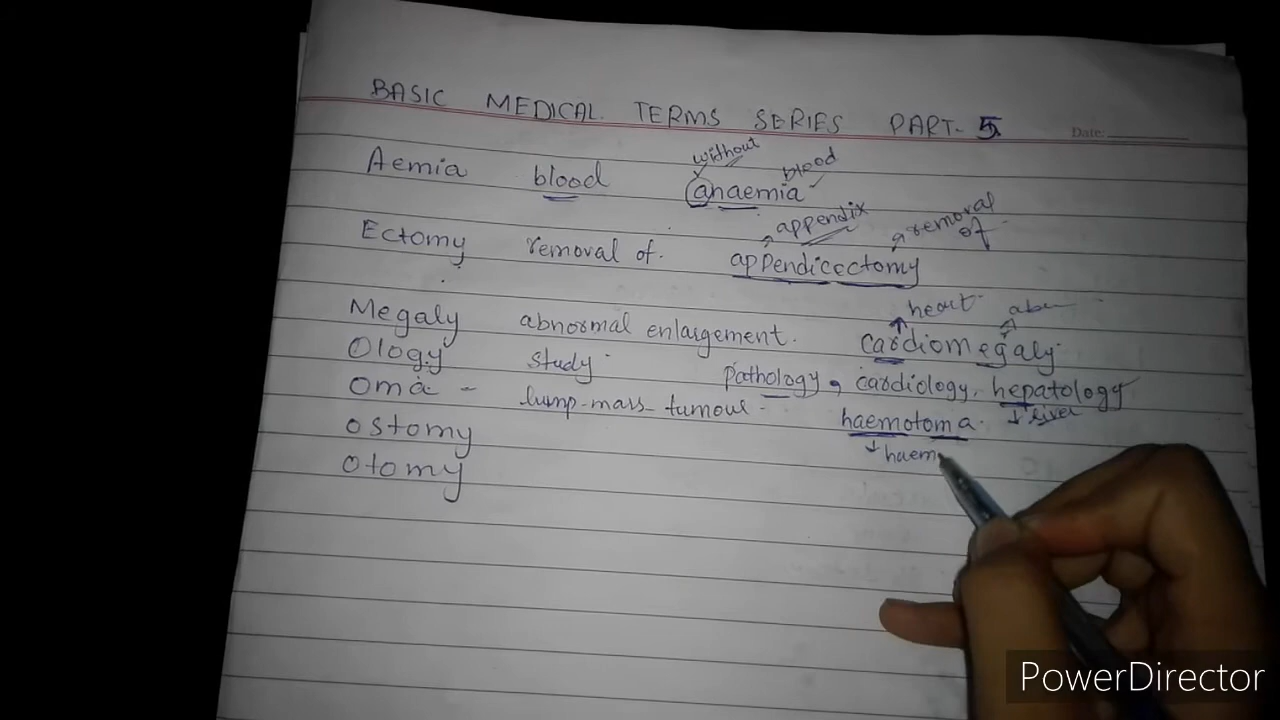 BASIC MEDICAL TERMS SERIES PART-5
Date:
without blood
Aemia blood anaemia
appendix removal of
Ectomy removal of. appendicectomy
heart
Megaly abnormal enlargement. cardiomegaly
Ology study pathology, cardiology, hepatology
liver
oma - lump-mass-tumour haemotoma
haem
ostomy
otomy
PowerDirector